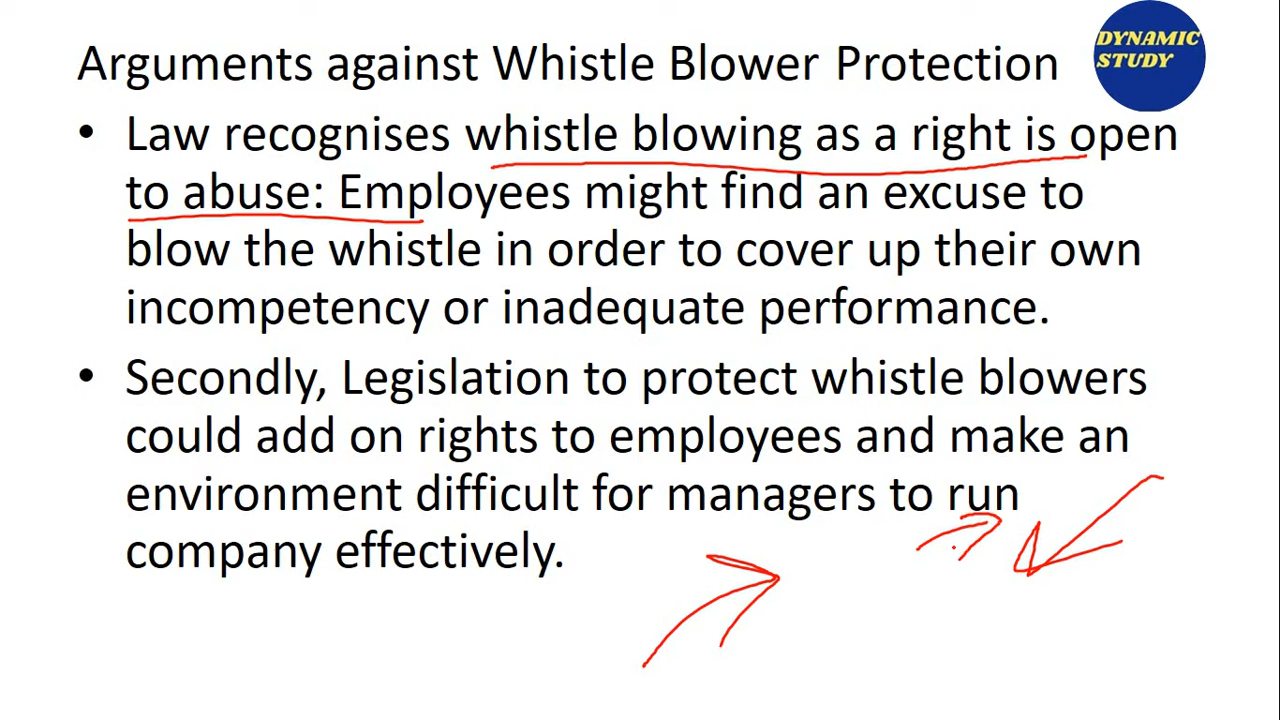 Arguments against Whistle Blower Protection
DYNAMIC
STUDY
• Law recognises whistle blowing as a right is open
to abuse: Employees might find an excuse to
blow the whistle in order to cover up their own
incompetency or inadequate performance.
• Secondly, Legislation to protect whistle blowers
could add on rights to employees and make an
environment difficult for managers to run
company effectively.